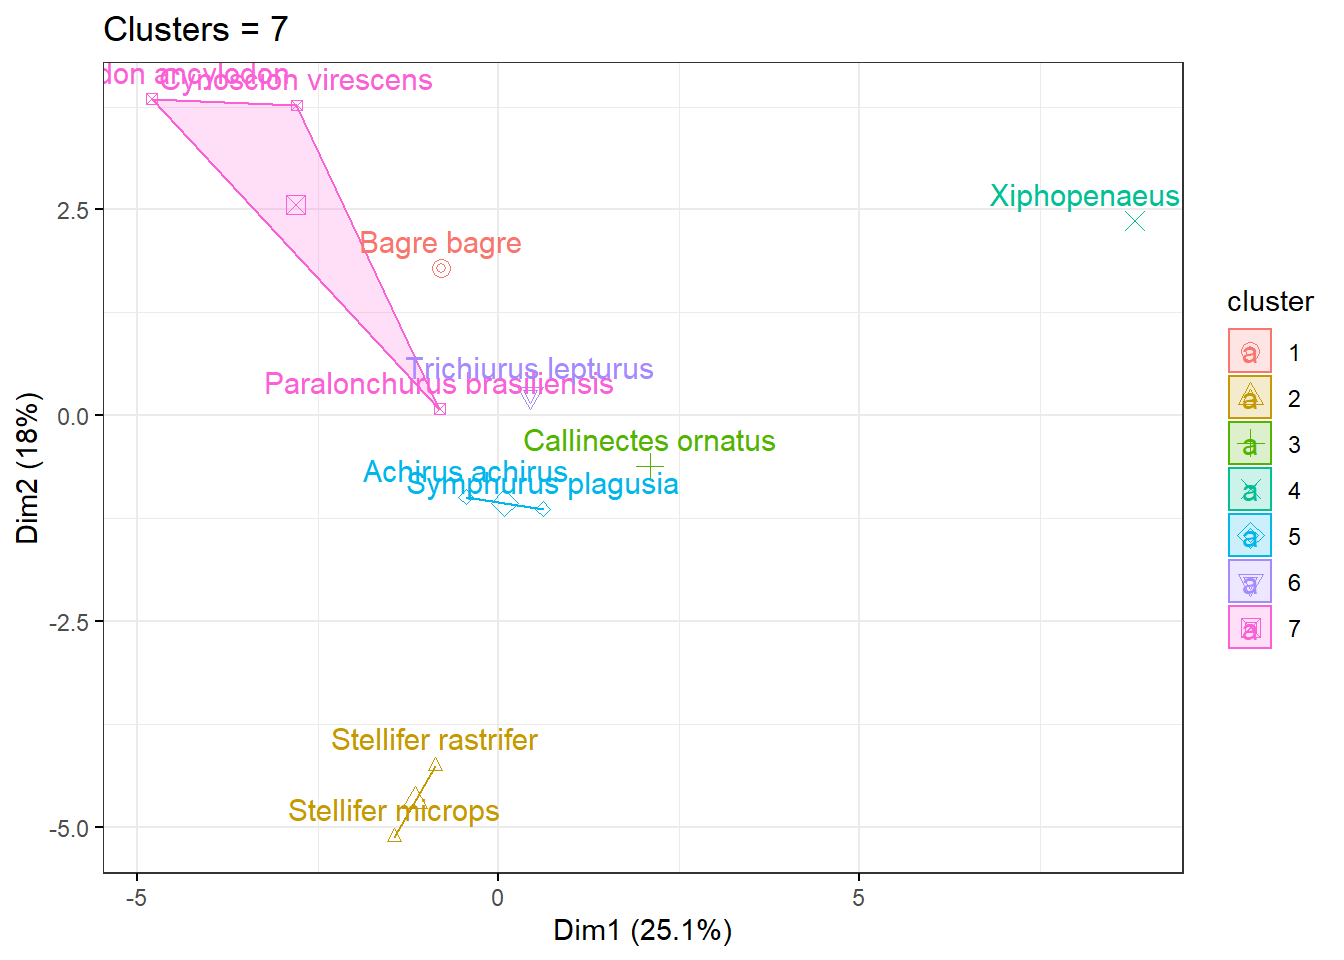 Clusters = 7
don ancylodon
Cynoscion virescens
Xiphopenaeus
Bagre bagre
Trichiurus lepturus
Paralonchurus brasiliensis
Callinectes ornatus
Achirus achirus
Symphurus plagusia
Stellifer rastrifer
Stellifer microps
2.5
0.0
-2.5
-5.0
-5
0
5
Dim1 (25.1%)
Dim2 (18%)
cluster
a 1
a 2
a 3
a 4
a 5
a 6
a 7